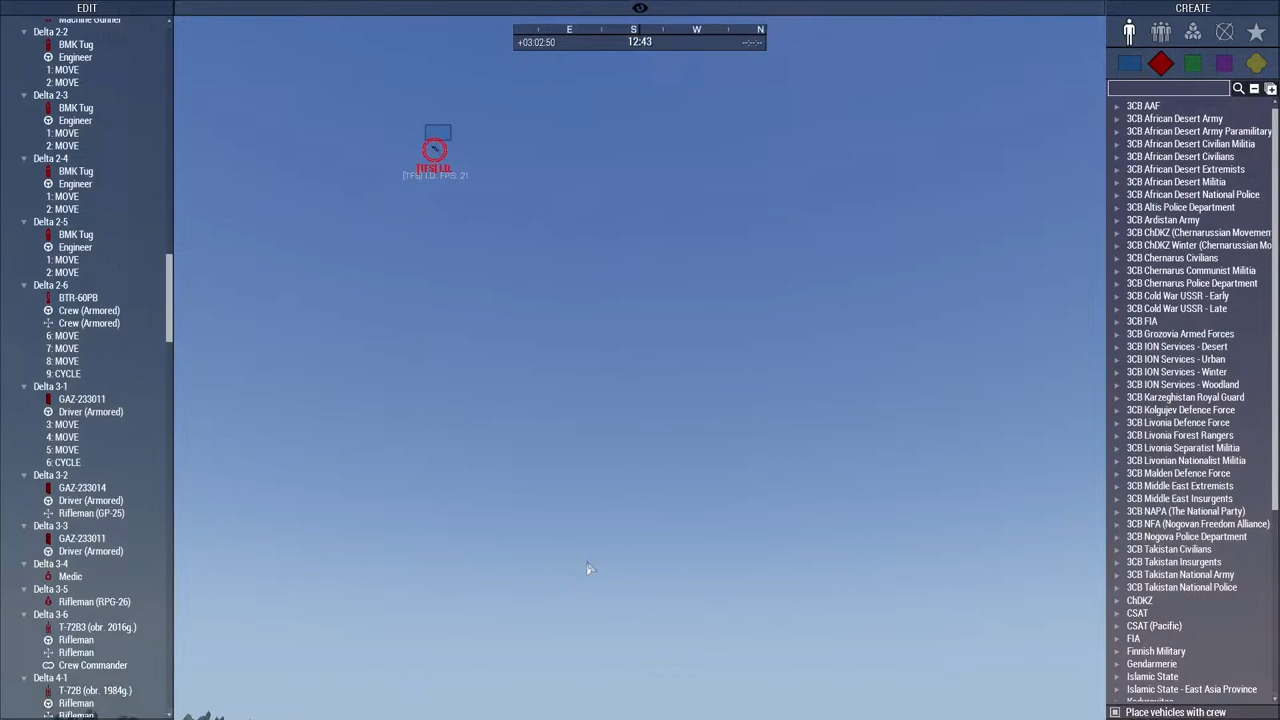 EDIT
CREATE
Machine Gunner
Delta 2-2
BMK Tug
Engineer
1: MOVE
2: MOVE
Delta 2-3
BMK Tug
Engineer
1: MOVE
2: MOVE
Delta 2-4
BMK Tug
Engineer
1: MOVE
2: MOVE
Delta 2-5
BMK Tug
Engineer
1: MOVE
2: MOVE
Delta 2-6
BTR-60PB
Crew (Armored)
Crew (Armored)
6: MOVE
7: MOVE
8: MOVE
9: CYCLE
Delta 3-1
GAZ-233011
Driver (Armored)
3: MOVE
4: MOVE
5: MOVE
6: CYCLE
Delta 3-2
GAZ-233014
Driver (Armored)
Rifleman (GP-25)
Delta 3-3
GAZ-233011
Driver (Armored)
Delta 3-4
Medic
Delta 3-5
Rifleman (RPG-26)
Delta 3-6
T-72B3 (obr. 2016g.)
Rifleman
Rifleman
Crew Commander
Delta 4-1
T-72B (obr. 1984g.)
Rifleman
Rifleman
E S W N
+03:02:50 12:43 --:--:--
[TFS] I.D.
[TFS] I.D. FPS: 21
3CB AAF
3CB African Desert Army
3CB African Desert Army Paramilitary
3CB African Desert Civilian Militia
3CB African Desert Civilians
3CB African Desert Extremists
3CB African Desert Militia
3CB African Desert National Police
3CB Altis Police Department
3CB Ardistan Army
3CB ChDKZ (Chernarussian Movemen
3CB ChDKZ Winter (Chernarussian Mo
3CB Chernarus Civilians
3CB Chernarus Communist Militia
3CB Chernarus Police Department
3CB Cold War USSR - Early
3CB Cold War USSR - Late
3CB FIA
3CB Grozovia Armed Forces
3CB ION Services - Desert
3CB ION Services - Urban
3CB ION Services - Winter
3CB ION Services - Woodland
3CB Karzeghistan Royal Guard
3CB Kolgujev Defence Force
3CB Livonia Defence Force
3CB Livonia Forest Rangers
3CB Livonia Separatist Militia
3CB Livonian Nationalist Militia
3CB Malden Defence Force
3CB Middle East Extremists
3CB Middle East Insurgents
3CB NAPA (The National Party)
3CB NFA (Nogovan Freedom Alliance)
3CB Nogova Police Department
3CB Takistan Civilians
3CB Takistan Insurgents
3CB Takistan National Army
3CB Takistan National Police
ChDKZ
CSAT
CSAT (Pacific)
FIA
Finnish Military
Gendarmerie
Islamic State
Islamic State - East Asia Province
Place vehicles with crew